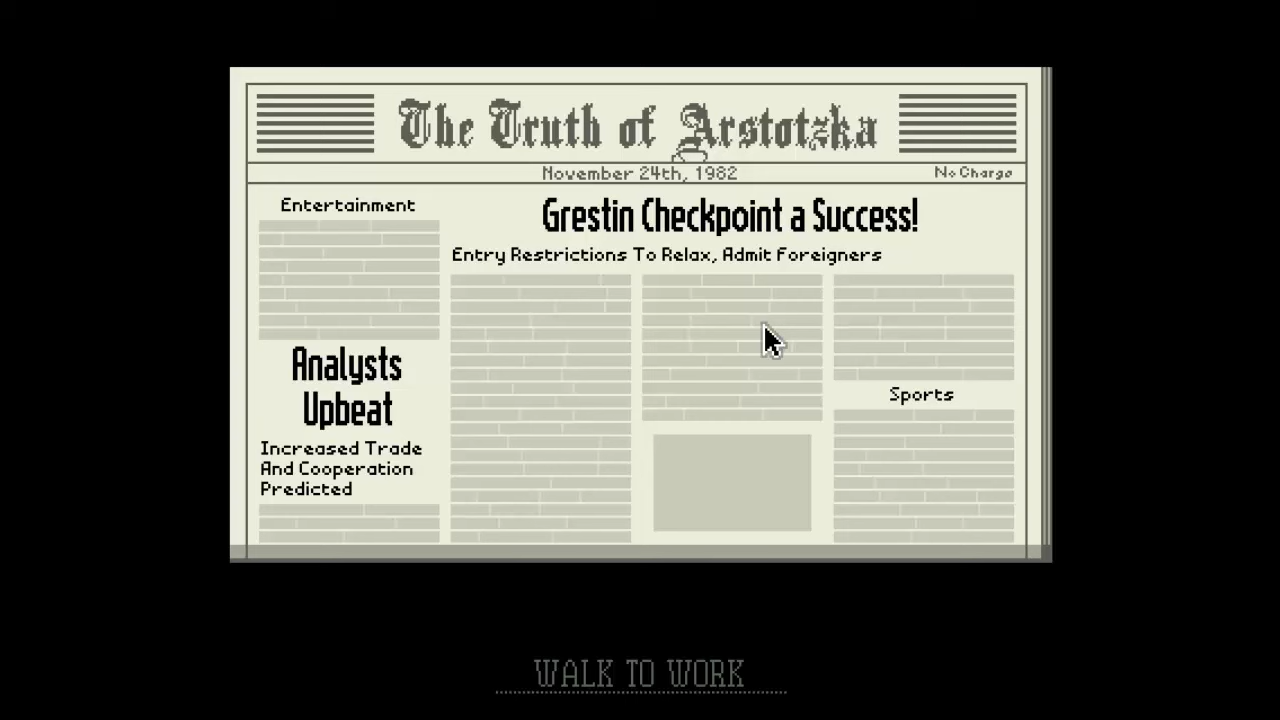 The Truth of Arstotzka
November 24th, 1982
No Charge
Entertainment
Analysts
Upbeat
Increased Trade
And Cooperation
Predicted
Grestin Checkpoint a Success!
Entry Restrictions To Relax, Admit Foreigners
Sports
WALK TO WORK